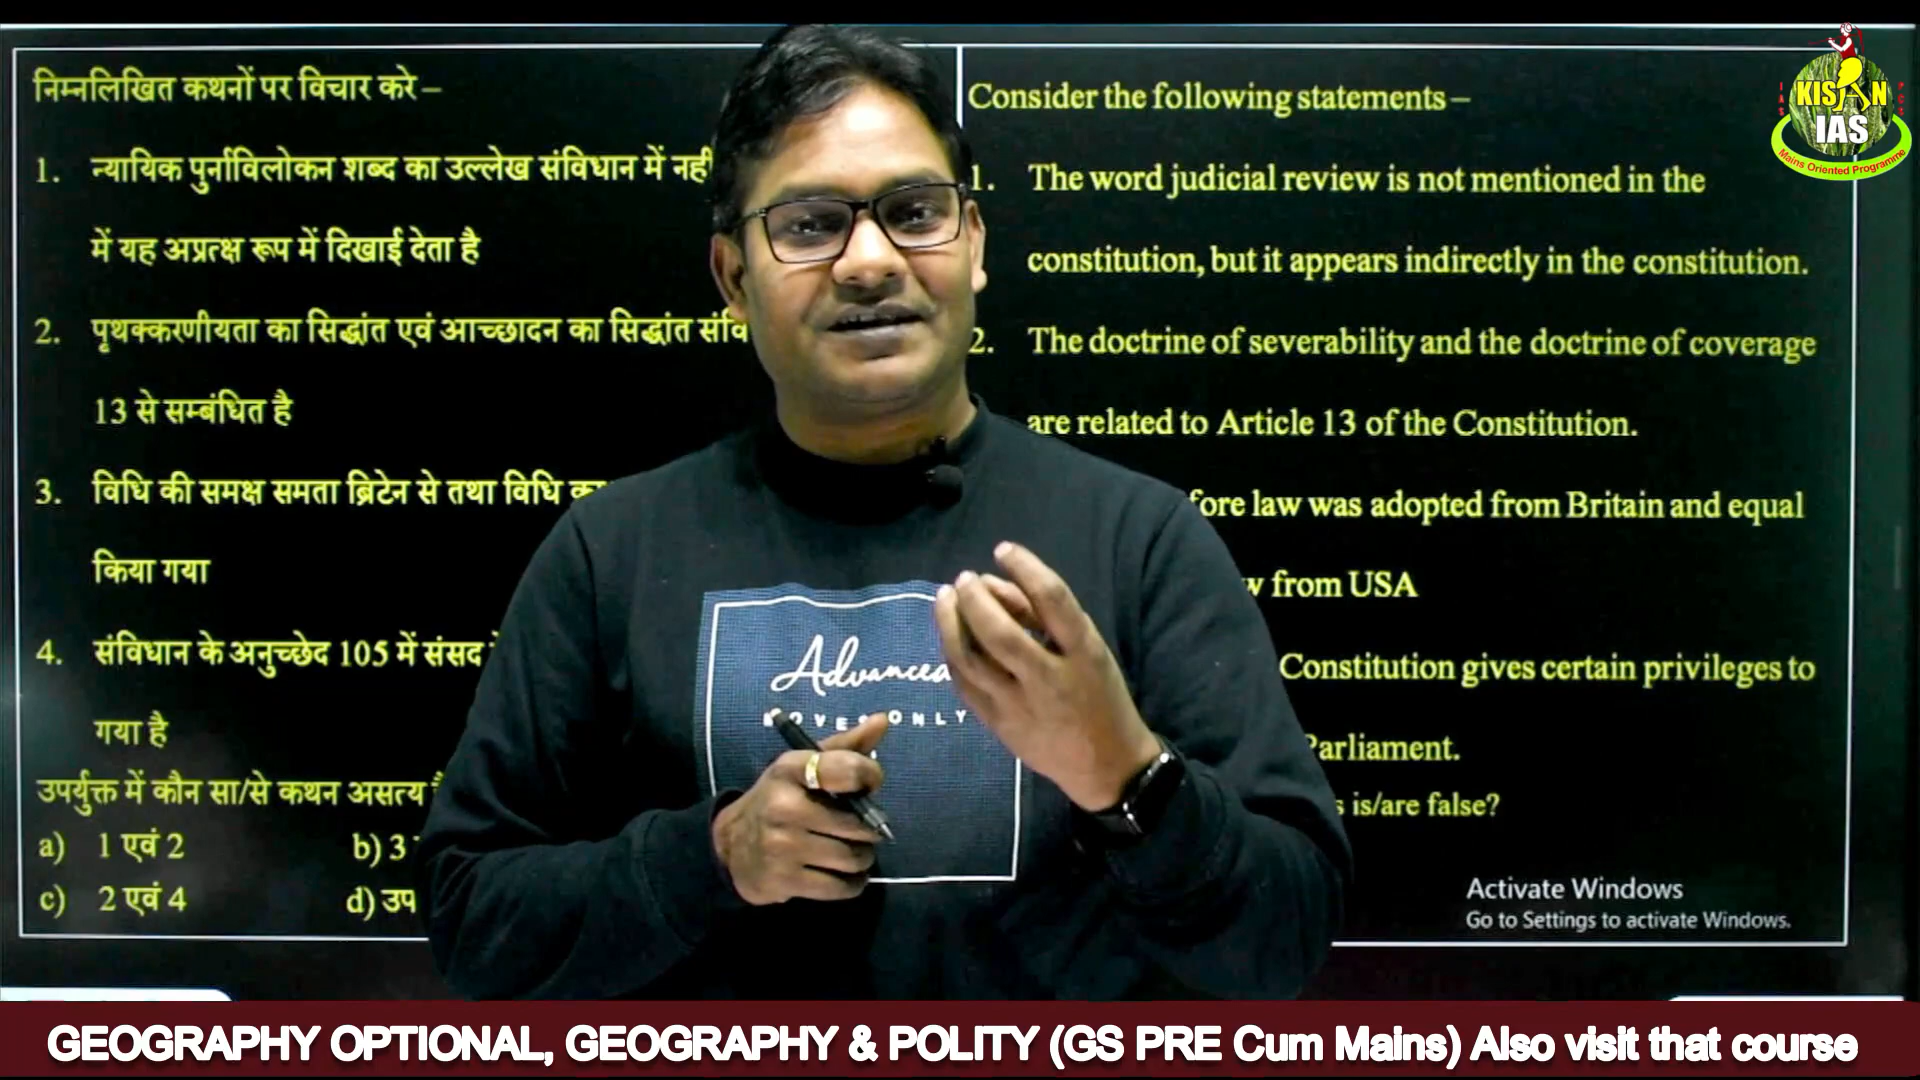 निम्नलिखित कथनों पर विचार करे –
1. न्यायिक पुर्नाविलोकन शब्द का उल्लेख संविधान में नही
में यह अप्रत्क्ष रूप में दिखाई देता है
2. पृथक्करणीयता का सिद्धांत एवं आच्छादन का सिद्धांत
13 से सम्बंधित है
3. विधि की समक्ष समता ब्रिटेन से तथा विधि
किया गया
4. संविधान के अनुच्छेद 105 में संसद
गया है
उपर्युक्त में कौन सा/से कथन असत्य
a) 1 एवं 2 b) 3
c) 2 एवं 4 d)
Consider the following statements –
1. The word judicial review is not mentioned in the
constitution, but it appears indirectly in the constitution.
2. The doctrine of severability and the doctrine of coverage
are related to Article 13 of the Constitution.
law was adopted from Britain and equal
from USA
Constitution gives certain privileges to
Parliament.
is/are false?
Activate Windows
Go to Settings to activate Windows.
KISAN
IAS
Mains Oriented Programme
Advanced
MOVES ONLY
GEOGRAPHY OPTIONAL, GEOGRAPHY & POLITY (GS PRE Cum Mains) Also visit that course